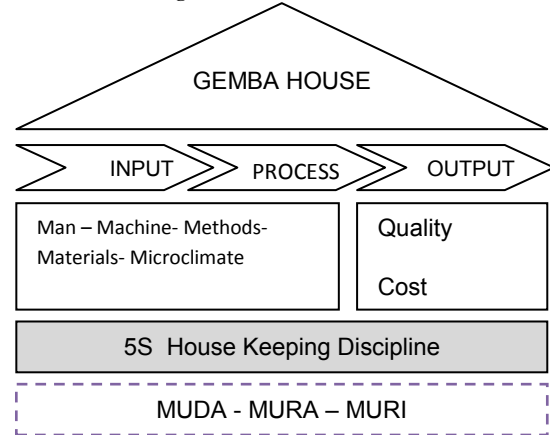 GEMBA HOUSE
INPUT
PROCESS
OUTPUT
Man – Machine- Methods-
Materials- Microclimate
Quality
Cost
5S House Keeping Discipline
MUDA - MURA – MURI